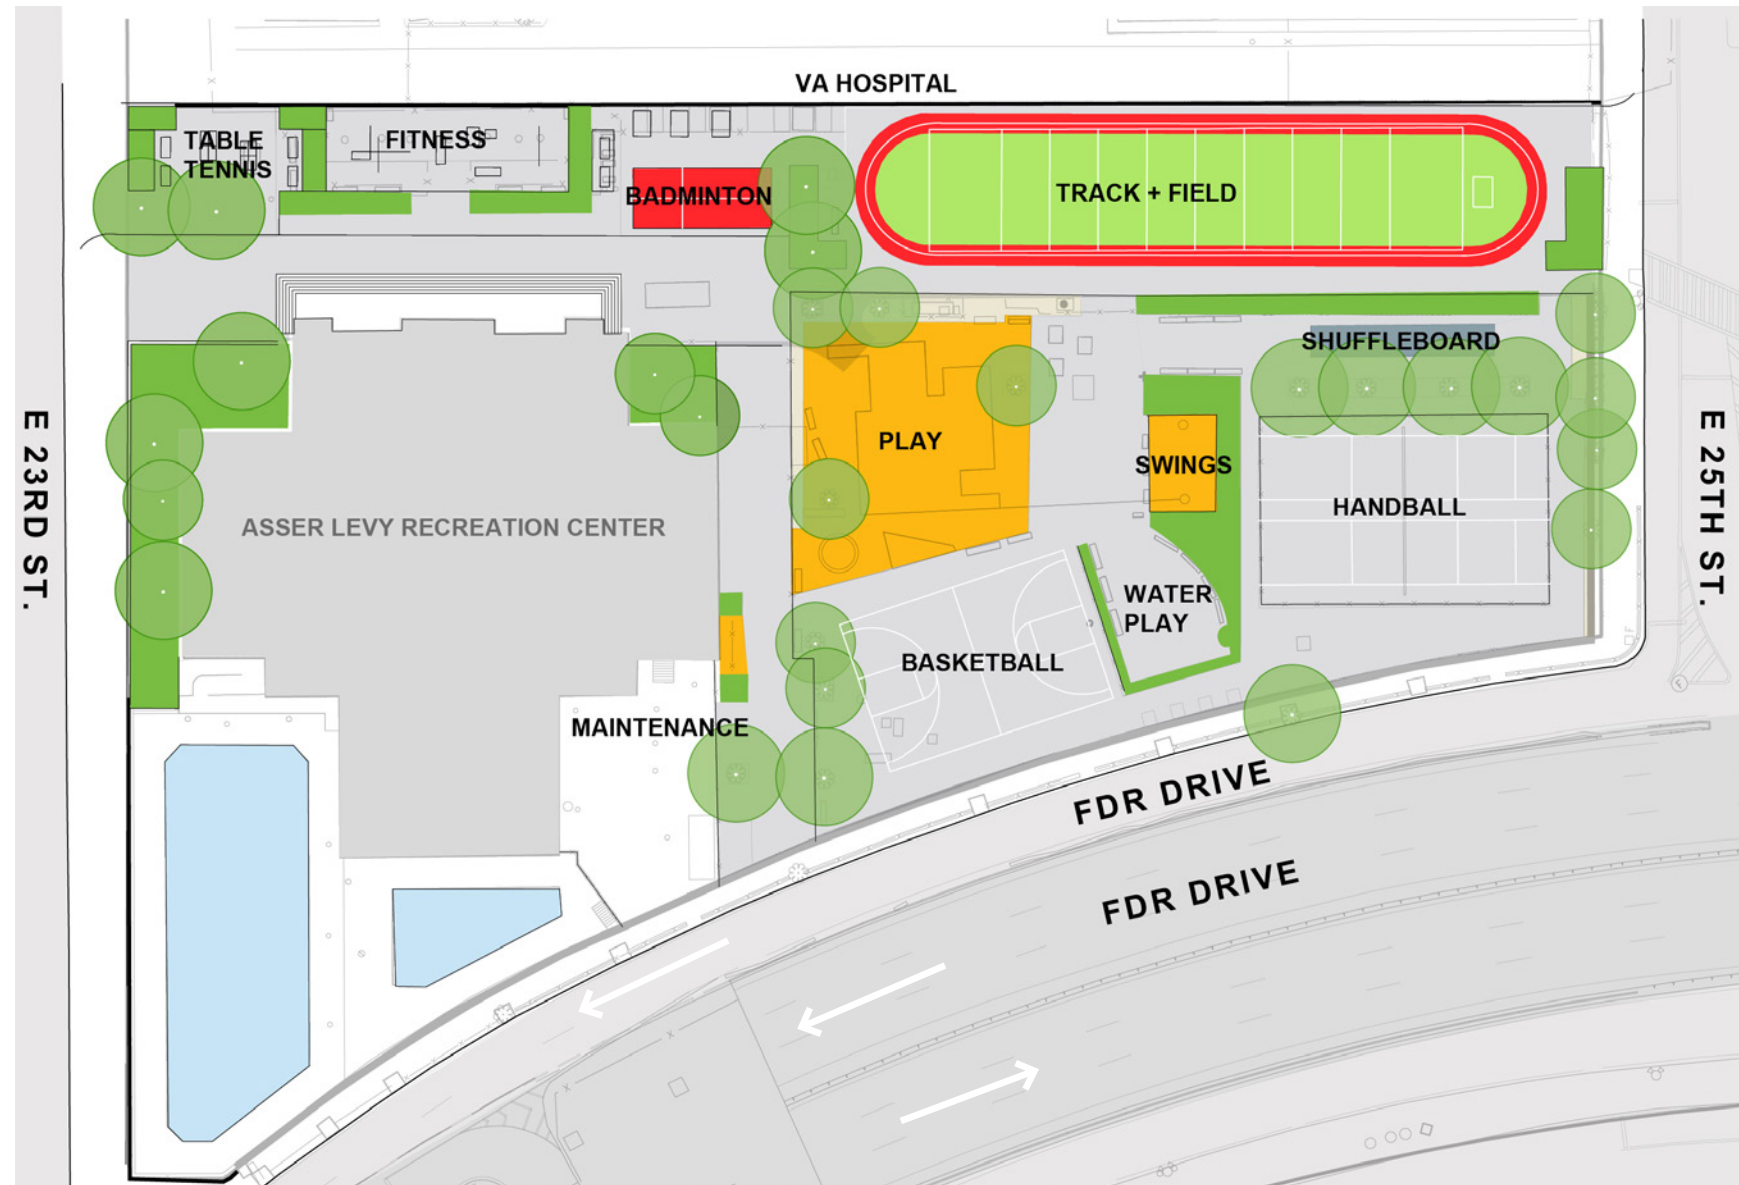 VA HOSPITAL
TABLE
TENNIS
FITNESS
BADMINTON
TRACK + FIELD
SHUFFLEBOARD
E 23RD ST.
PLAY
SWINGS
E 25TH ST.
ASSER LEVY RECREATION CENTER
HANDBALL
WATER
PLAY
BASKETBALL
MAINTENANCE
FDR DRIVE
FDR DRIVE